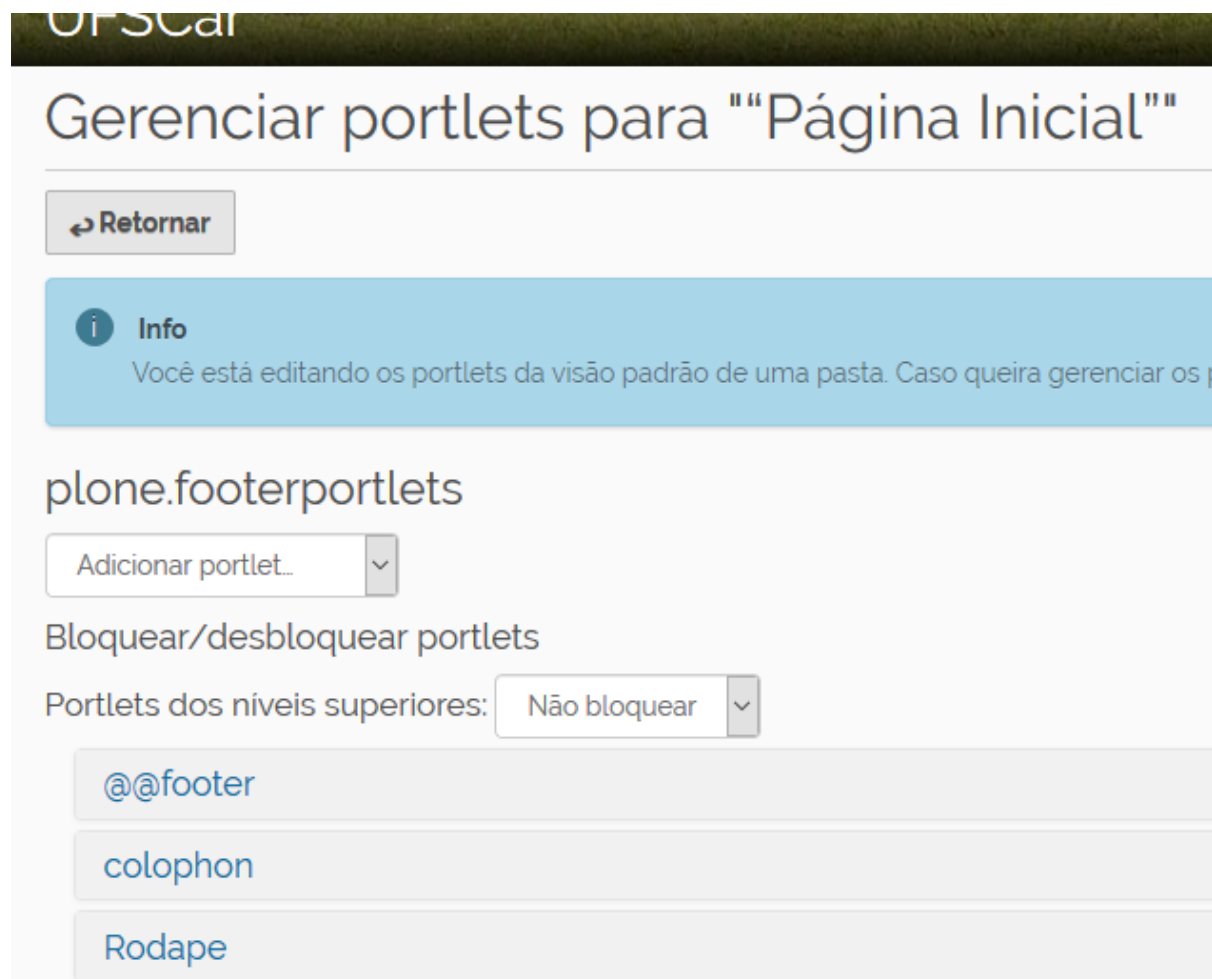 UFSCar
Gerenciar portlets para "“Página Inicial”"
Retornar
i Info
Você está editando os portlets da visão padrão de uma pasta. Caso queira gerenciar os
plone.footerportlets
Adicionar portlet...
Bloquear/desbloquear portlets
Portlets dos níveis superiores: Não bloquear
@@footer
colophon
Rodape